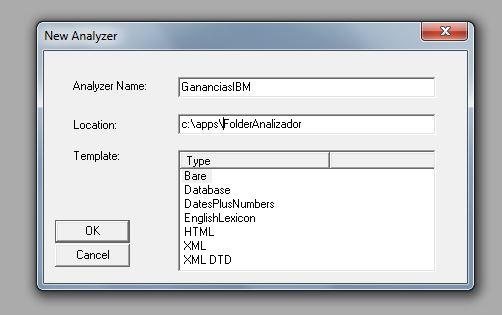 New Analyzer
Analyzer Name: GananciasIBM
Location: c:\apps\FolderAnalizador
Template: Type
Bare
Database
DatesPlusNumbers
EnglishLexicon
HTML
XML
XML DTD
OK
Cancel